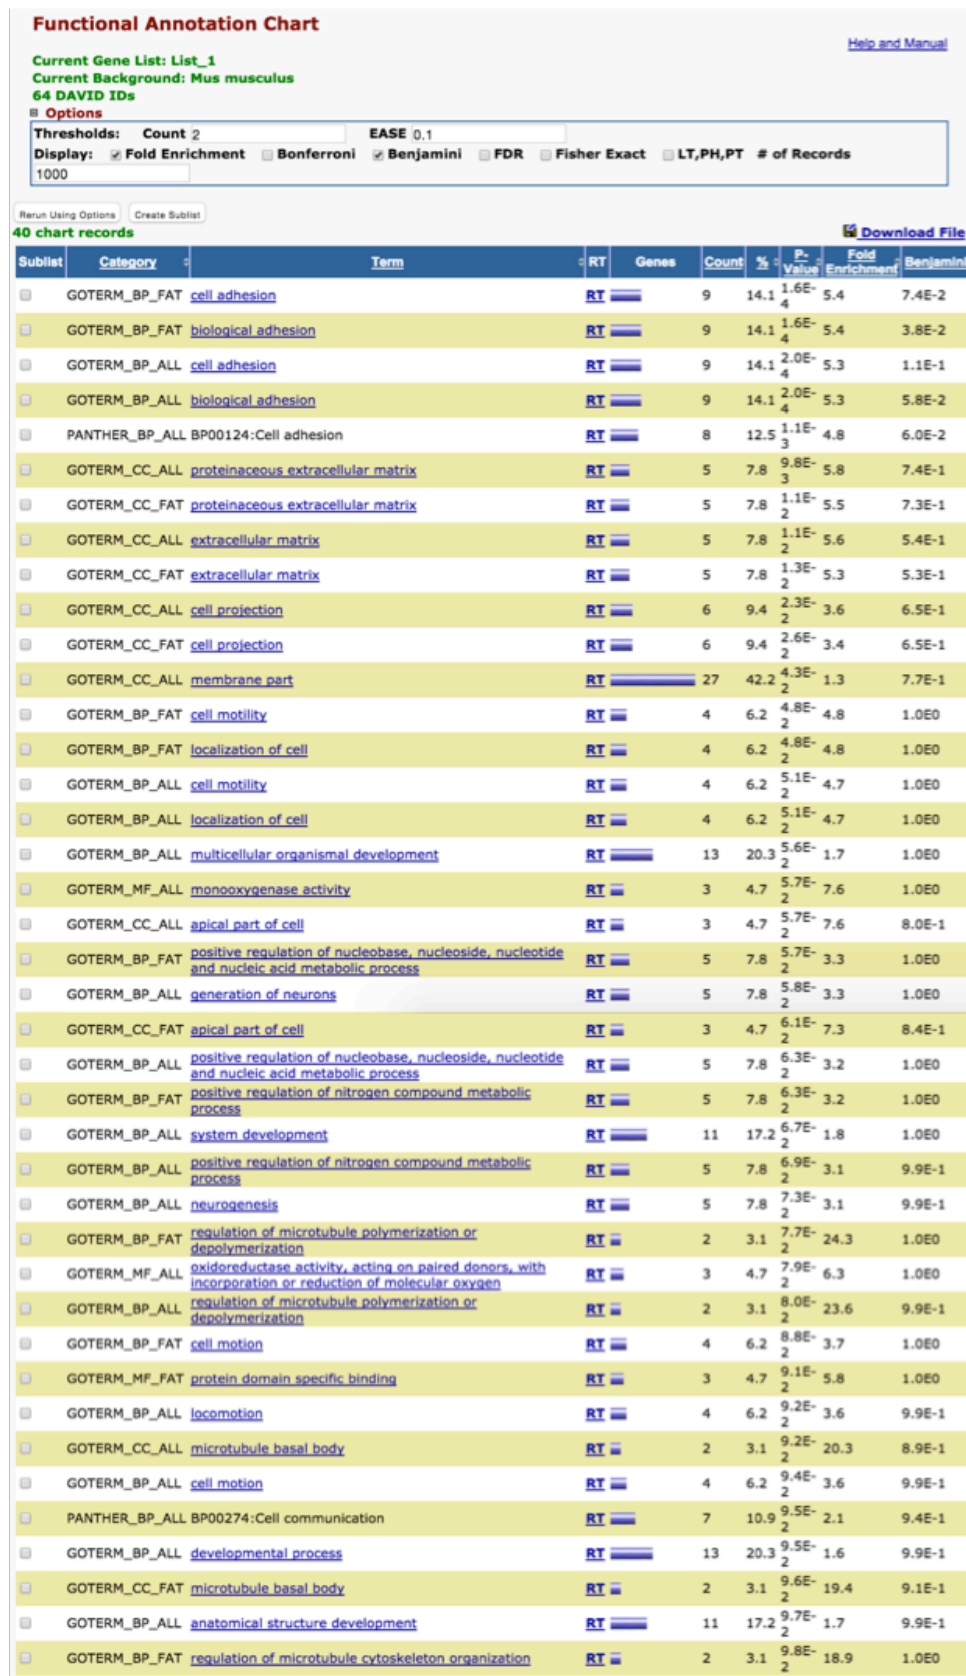 Functional Annotation Chart
Help and Manual
Current Gene List: List_1
Current Background: Mus musculus
64 DAVID IDs
Options
Thresholds: Count 2 EASE 0.1
Display: Fold Enrichment Bonferroni Benjamini FDR Fisher Exact LT,PH,PT # of Records
1000
Rerun Using Options Create Sublist
40 chart records Download File
Sublist Category Term RT Genes Count % P-Value Fold Enrichment Benjamini
GOTERM_BP_FAT cell adhesion RT 9 14.1 1.6E-4 5.4 7.4E-2
GOTERM_BP_FAT biological adhesion RT 9 14.1 1.6E-4 5.4 3.8E-2
GOTERM_BP_ALL cell adhesion RT 9 14.1 2.0E-4 5.3 1.1E-1
GOTERM_BP_ALL biological adhesion RT 9 14.1 2.0E-4 5.3 5.8E-2
PANTHER_BP_ALL BP00124:Cell adhesion RT 8 12.5 1.1E-3 4.8 6.0E-2
GOTERM_CC_ALL proteinaceous extracellular matrix RT 5 7.8 9.8E-3 5.8 7.4E-1
GOTERM_CC_FAT proteinaceous extracellular matrix RT 5 7.8 1.1E-2 5.5 7.3E-1
GOTERM_CC_ALL extracellular matrix RT 5 7.8 1.1E-2 5.6 5.4E-1
GOTERM_CC_FAT extracellular matrix RT 5 7.8 1.3E-2 5.3 5.3E-1
GOTERM_CC_ALL cell projection RT 6 9.4 2.3E-2 3.6 6.5E-1
GOTERM_CC_FAT cell projection RT 6 9.4 2.6E-2 3.4 6.5E-1
GOTERM_CC_ALL membrane part RT 27 42.2 4.3E-2 1.3 7.7E-1
GOTERM_BP_FAT cell motility RT 4 6.2 4.8E-2 4.8 1.0E0
GOTERM_BP_FAT localization of cell RT 4 6.2 4.8E-2 4.8 1.0E0
GOTERM_BP_ALL cell motility RT 4 6.2 5.1E-2 4.7 1.0E0
GOTERM_BP_ALL localization of cell RT 4 6.2 5.1E-2 4.7 1.0E0
GOTERM_BP_ALL multicellular organismal development RT 13 20.3 5.6E-2 1.7 1.0E0
GOTERM_MF_ALL monooxygenase activity RT 3 4.7 5.7E-2 7.6 1.0E0
GOTERM_CC_ALL apical part of cell RT 3 4.7 5.7E-2 7.6 8.0E-1
GOTERM_BP_FAT positive regulation of nucleobase, nucleoside, nucleotide and nucleic acid metabolic process RT 5 7.8 5.7E-2 3.3 1.0E0
GOTERM_BP_ALL generation of neurons RT 5 7.8 5.8E-2 3.3 1.0E0
GOTERM_CC_FAT apical part of cell RT 3 4.7 6.1E-2 7.3 8.4E-1
GOTERM_BP_ALL positive regulation of nucleobase, nucleoside, nucleotide and nucleic acid metabolic process RT 5 7.8 6.3E-2 3.2 1.0E0
GOTERM_BP_FAT positive regulation of nitrogen compound metabolic process RT 5 7.8 6.3E-2 3.2 1.0E0
GOTERM_BP_ALL system development RT 11 17.2 6.7E-2 1.8 1.0E0
GOTERM_BP_ALL positive regulation of nitrogen compound metabolic process RT 5 7.8 6.9E-2 3.1 9.9E-1
GOTERM_BP_ALL neurogenesis RT 5 7.8 7.3E-2 3.1 9.9E-1
GOTERM_BP_FAT regulation of microtubule polymerization or depolymerization RT 2 3.1 7.7E-2 24.3 1.0E0
GOTERM_MF_ALL oxidoreductase activity, acting on paired donors, with incorporation or reduction of molecular oxygen RT 3 4.7 7.9E-2 6.3 1.0E0
GOTERM_BP_ALL regulation of microtubule polymerization or depolymerization RT 2 3.1 8.0E-2 23.6 9.9E-1
GOTERM_BP_FAT cell motion RT 4 6.2 8.8E-2 3.7 1.0E0
GOTERM_MF_FAT protein domain specific binding RT 3 4.7 9.1E-2 5.8 1.0E0
GOTERM_BP_ALL locomotion RT 4 6.2 9.2E-2 3.6 9.9E-1
GOTERM_CC_ALL microtubule basal body RT 2 3.1 9.2E-2 20.3 8.9E-1
GOTERM_BP_ALL cell motion RT 4 6.2 9.4E-2 3.6 9.9E-1
PANTHER_BP_ALL BP00274:Cell communication RT 7 10.9 9.5E-2 2.1 9.4E-1
GOTERM_BP_ALL developmental process RT 13 20.3 9.5E-2 1.6 9.9E-1
GOTERM_CC_FAT microtubule basal body RT 2 3.1 9.6E-2 19.4 9.1E-1
GOTERM_BP_ALL anatomical structure development RT 11 17.2 9.7E-2 1.7 9.9E-1
GOTERM_BP_FAT regulation of microtubule cytoskeleton organization RT 2 3.1 9.8E-2 18.9 1.0E0